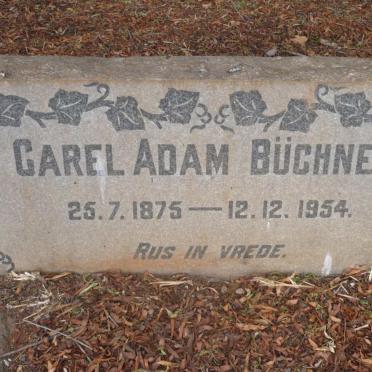 CAREL ADAM BÜCHNE
25.7.1875 — 12.12.1954.
RUS IN VREDE.